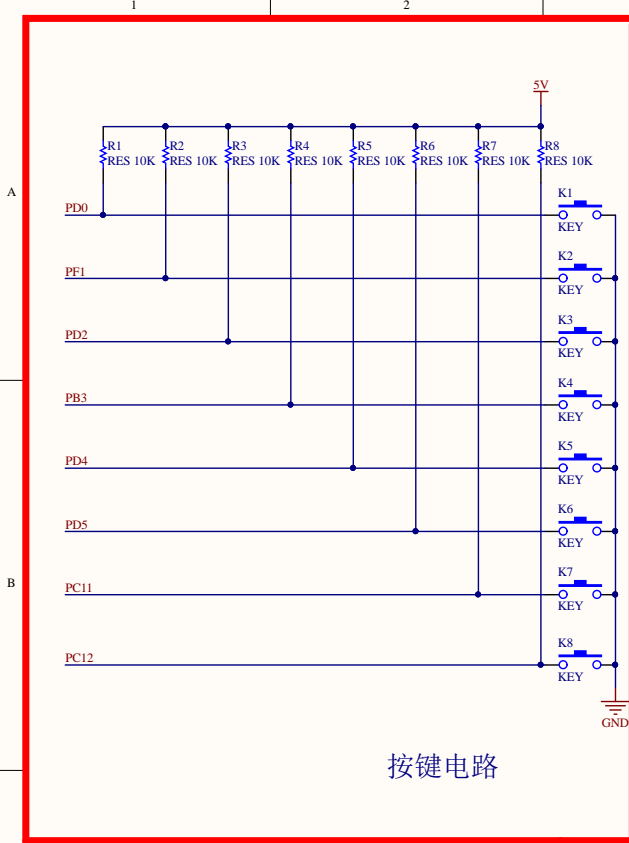 1 2
5V
R1 R2 R3 R4 R5 R6 R7 R8
RES 10K RES 10K RES 10K RES 10K RES 10K RES 10K RES 10K RES 10K
A
K1
PD0
KEY
K2
PF1
KEY
K3
PD2
KEY
K4
PB3
KEY
K5
PD4
KEY
K6
PD5
KEY
K7
B
PC11
KEY
K8
PC12
KEY
GND
按键电路